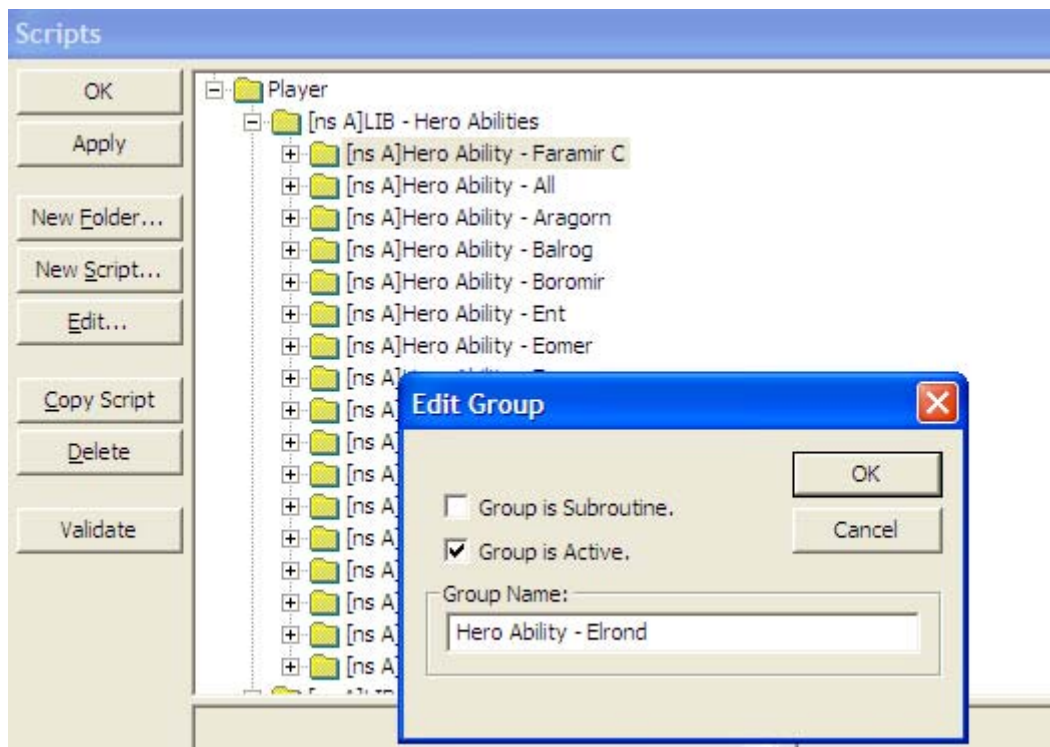 Scripts
OK
Apply
New Folder...
New Script...
Edit...
Copy Script
Delete
Validate
Player
[ns A]LIB - Hero Abilities
[ns A]Hero Ability - Faramir C
[ns A]Hero Ability - All
[ns A]Hero Ability - Aragorn
[ns A]Hero Ability - Balrog
[ns A]Hero Ability - Boromir
[ns A]Hero Ability - Ent
[ns A]Hero Ability - Eomer
[ns A]
[ns A]
[ns A]
[ns A]
[ns A]
[ns A]
[ns A]
[ns A]
[ns A]
[ns A]
Edit Group
OK
Cancel
Group is Subroutine.
Group is Active.
Group Name:
Hero Ability - Elrond